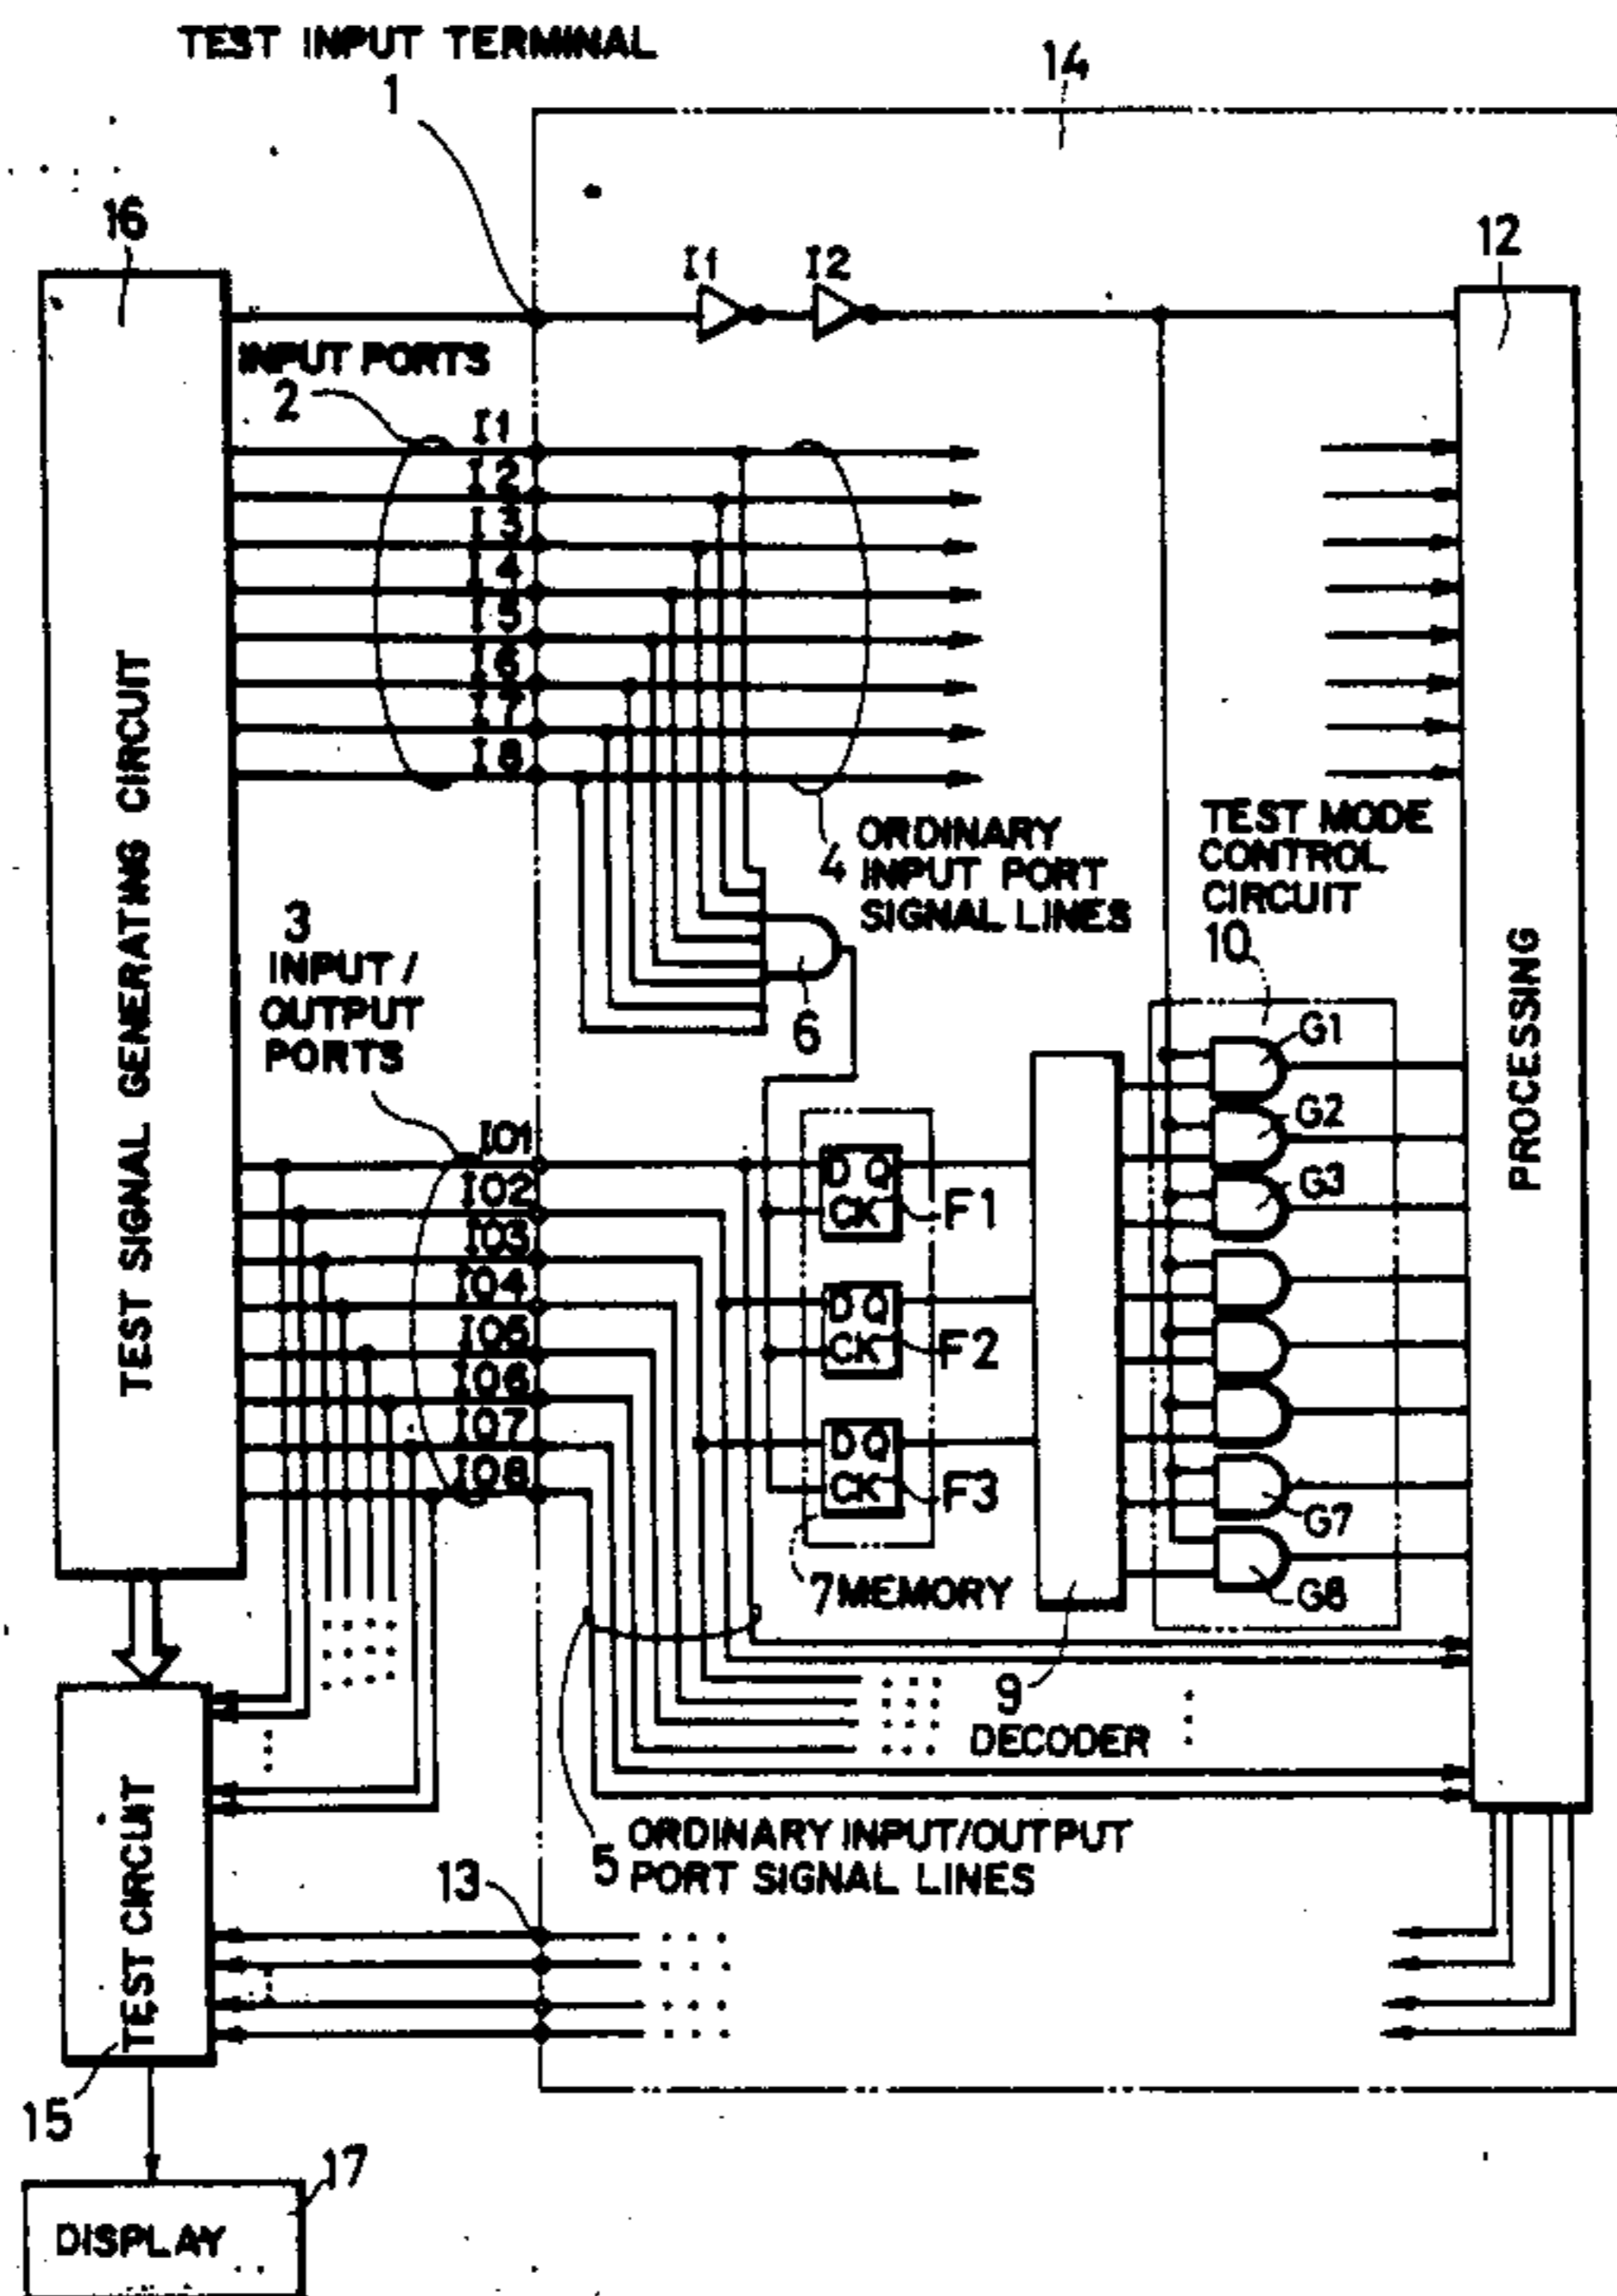 TEST INPUT TERMINAL
1
14
16
12
I1
I2
INPUT PORTS
2
I1
I2
I3
I4
I5
I6
I7
I8
TEST SIGNAL GENERATING CIRCUIT
4
ORDINARY
INPUT PORT
SIGNAL LINES
TEST MODE
CONTROL
CIRCUIT
10
3
INPUT /
OUTPUT
PORTS
6
PROCESSING
G1
G2
G3
G7
G8
IO1
IO2
IO3
IO4
IO5
IO6
IO7
IO8
D Q
CK
F1
D Q
CK
F2
D Q
CK
F3
7 MEMORY
9
DECODER
5
ORDINARY INPUT/OUTPUT
PORT SIGNAL LINES
13
TEST CIRCUIT
15
17
DISPLAY